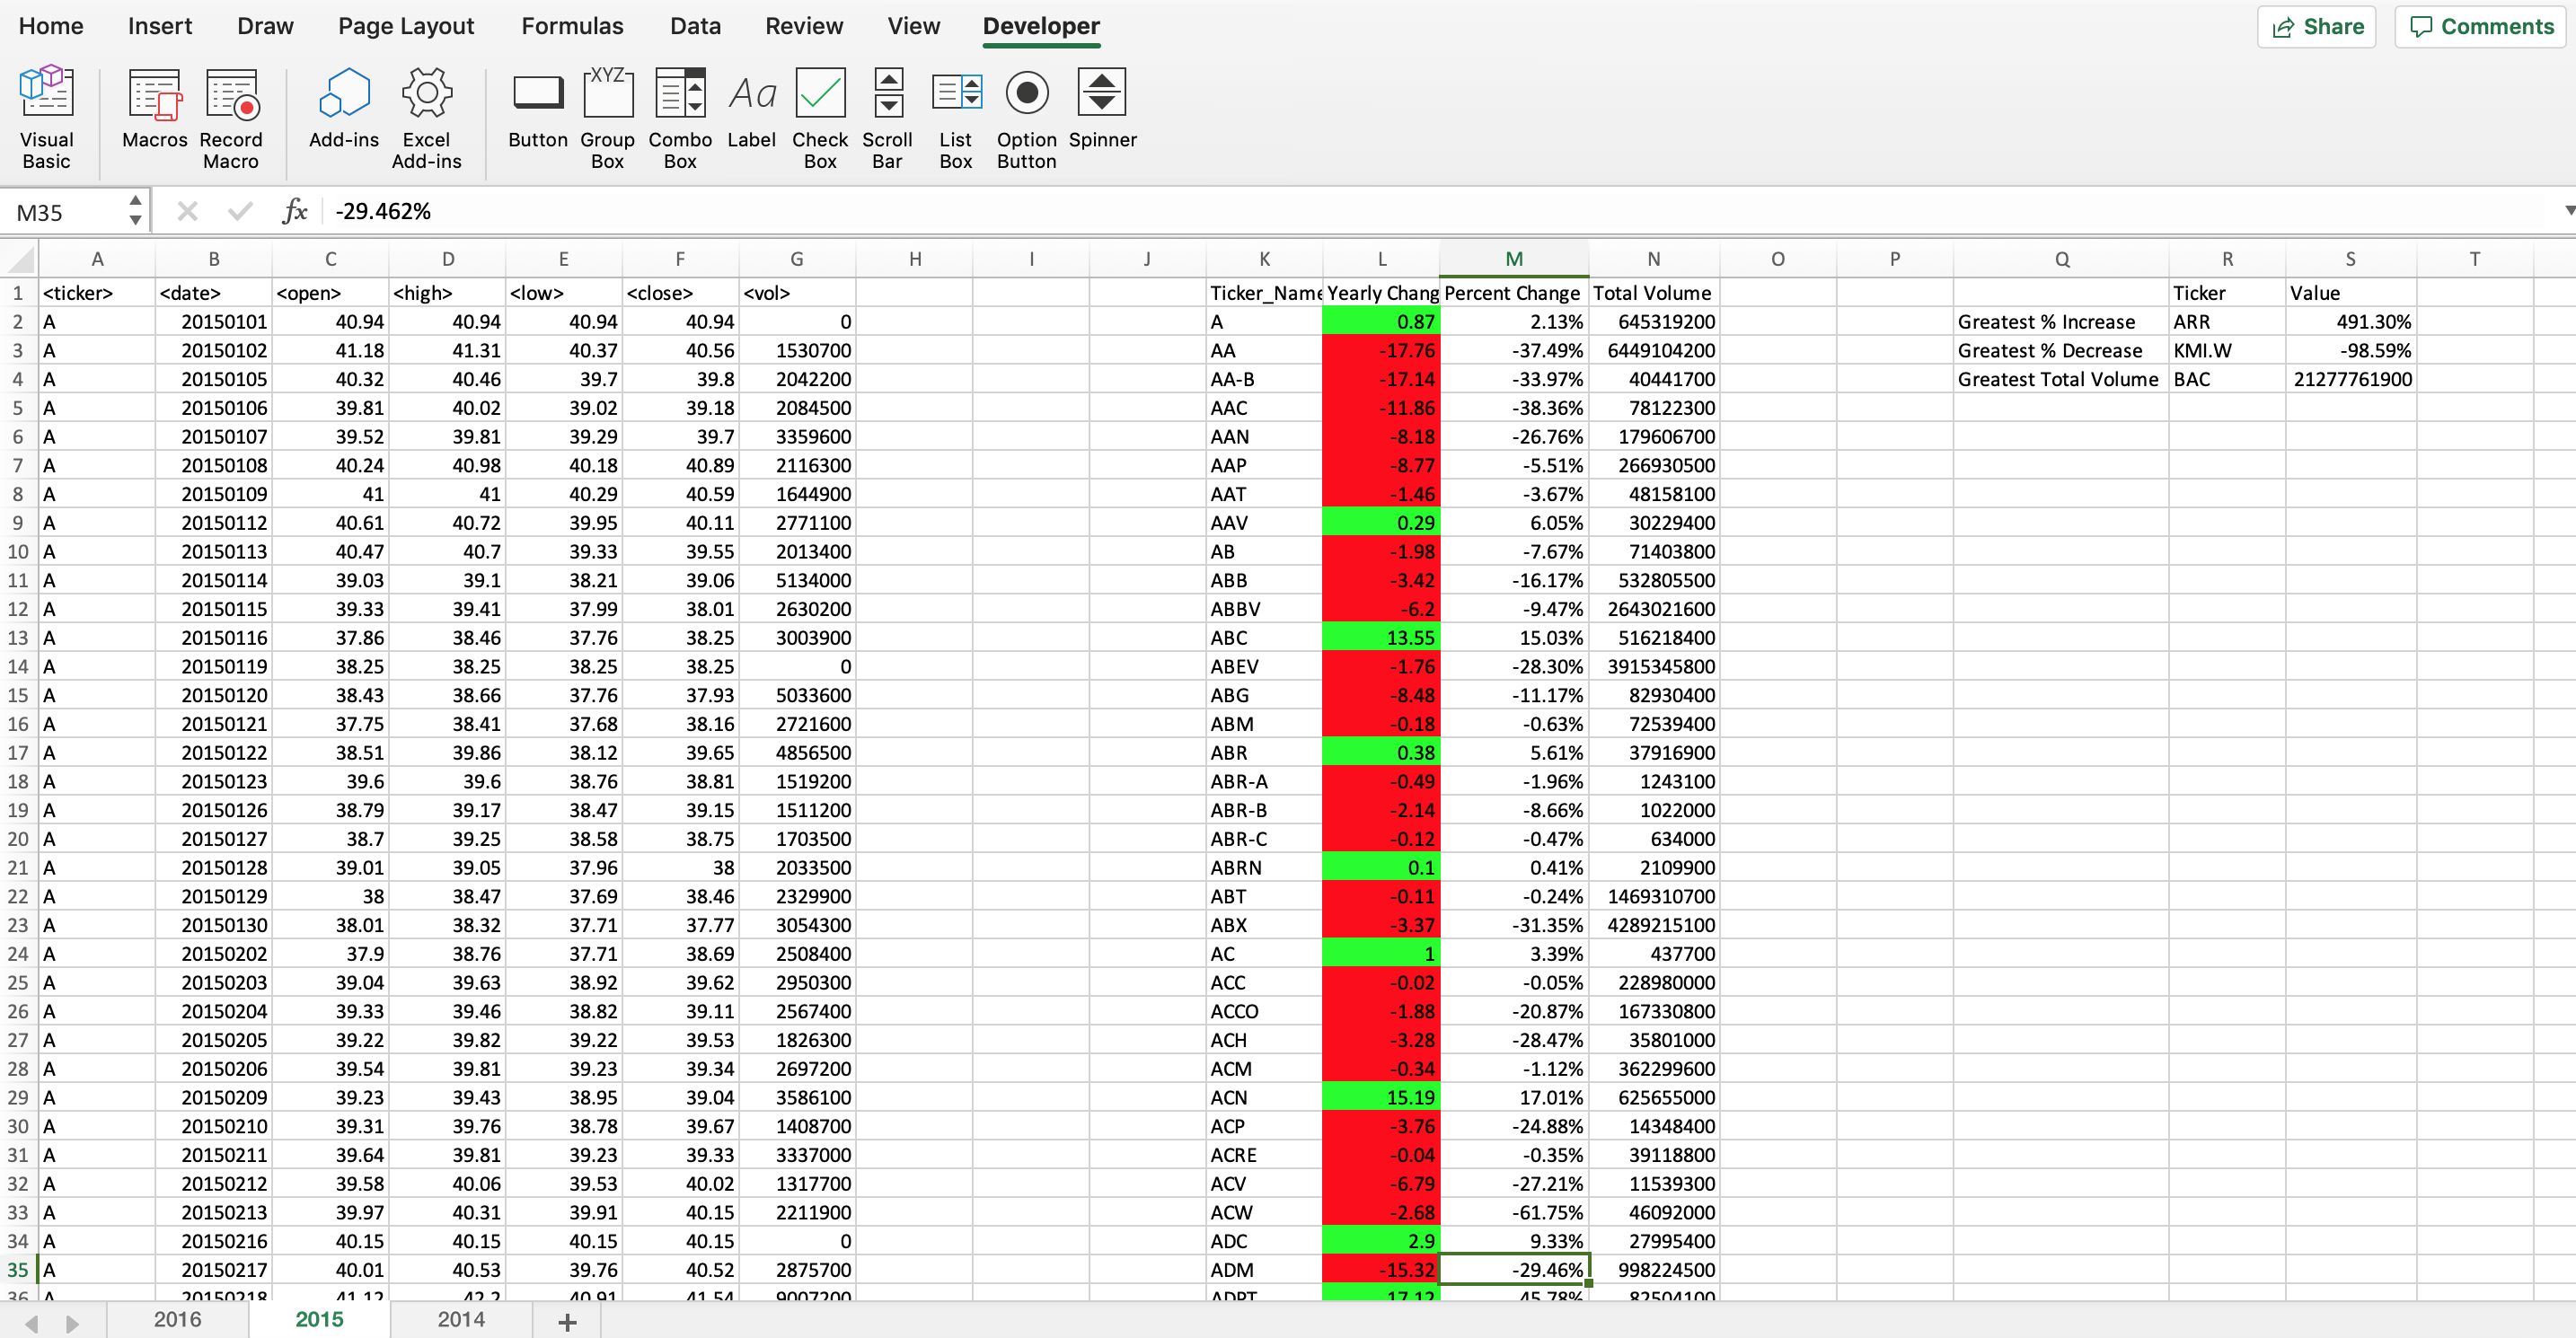 Home Insert Draw Page Layout Formulas Data Review View Developer Share Comments
XYZ Aa
Visual Basic Macros Record Macro Add-ins Excel Add-ins Button Group Box Combo Box Label Check Box Scroll Bar List Box Option Button Spinner
M35 fx -29.462%
A B C D E F G H I J K L M N O P Q R S T
1 <ticker> <date> <open> <high> <low> <close> <vol> Ticker_Name Yearly Chang Percent Change Total Volume Ticker Value
2 A 20150101 40.94 40.94 40.94 40.94 0 A 0.87 2.13% 645319200 Greatest % Increase ARR 491.30%
3 A 20150102 41.18 41.31 40.37 40.56 1530700 AA -17.76 -37.49% 6449104200 Greatest % Decrease KMI.W -98.59%
4 A 20150105 40.32 40.46 39.7 39.8 2042200 AA-B -17.14 -33.97% 40441700 Greatest Total Volume BAC 21277761900
5 A 20150106 39.81 40.02 39.02 39.18 2084500 AAC -11.86 -38.36% 78122300
6 A 20150107 39.52 39.81 39.29 39.7 3359600 AAN -8.18 -26.76% 179606700
7 A 20150108 40.24 40.98 40.18 40.89 2116300 AAP -8.77 -5.51% 266930500
8 A 20150109 41 41 40.29 40.59 1644900 AAT -1.46 -3.67% 48158100
9 A 20150112 40.61 40.72 39.95 40.11 2771100 AAV 0.29 6.05% 30229400
10 A 20150113 40.47 40.7 39.33 39.55 2013400 AB -1.98 -7.67% 71403800
11 A 20150114 39.03 39.1 38.21 39.06 5134000 ABB -3.42 -16.17% 532805500
12 A 20150115 39.33 39.41 37.99 38.01 2630200 ABBV -6.2 -9.47% 2643021600
13 A 20150116 37.86 38.46 37.76 38.25 3003900 ABC 13.55 15.03% 516218400
14 A 20150119 38.25 38.25 38.25 38.25 0 ABEV -1.76 -28.30% 3915345800
15 A 20150120 38.43 38.66 37.76 37.93 5033600 ABG -8.48 -11.17% 82930400
16 A 20150121 37.75 38.41 37.68 38.16 2721600 ABM -0.18 -0.63% 72539400
17 A 20150122 38.51 39.86 38.12 39.65 4856500 ABR 0.38 5.61% 37916900
18 A 20150123 39.6 39.6 38.76 38.81 1519200 ABR-A -0.49 -1.96% 1243100
19 A 20150126 38.79 39.17 38.47 39.15 1511200 ABR-B -2.14 -8.66% 1022000
20 A 20150127 38.7 39.25 38.58 38.75 1703500 ABR-C -0.12 -0.47% 634000
21 A 20150128 39.01 39.05 37.96 38 2033500 ABRN 0.1 0.41% 2109900
22 A 20150129 38 38.47 37.69 38.46 2329900 ABT -0.11 -0.24% 1469310700
23 A 20150130 38.01 38.32 37.71 37.77 3054300 ABX -3.37 -31.35% 4289215100
24 A 20150202 37.9 38.76 37.71 38.69 2508400 AC 1 3.39% 437700
25 A 20150203 39.04 39.63 38.92 39.62 2950300 ACC -0.02 -0.05% 228980000
26 A 20150204 39.33 39.46 38.82 39.11 2567400 ACCO -1.88 -20.87% 167330800
27 A 20150205 39.22 39.82 39.22 39.53 1826300 ACH -3.28 -28.47% 35801000
28 A 20150206 39.54 39.81 39.23 39.34 2697200 ACM -0.34 -1.12% 362299600
29 A 20150209 39.23 39.43 38.95 39.04 3586100 ACN 15.19 17.01% 625655000
30 A 20150210 39.31 39.76 38.78 39.67 1408700 ACP -3.76 -24.88% 14348400
31 A 20150211 39.64 39.81 39.23 39.33 3337000 ACRE -0.04 -0.35% 39118800
32 A 20150212 39.58 40.06 39.53 40.02 1317700 ACV -6.79 -27.21% 11539300
33 A 20150213 39.97 40.31 39.91 40.15 2211900 ACW -2.68 -61.75% 46092000
34 A 20150216 40.15 40.15 40.15 40.15 0 ADC 2.9 9.33% 27995400
35 A 20150217 40.01 40.53 39.76 40.52 2875700 ADM -15.32 -29.46% 998224500
36 A 20150218 41.12 42.2 40.91 41.54 9007200 ADPT 17.12 45.78% 82504100
2016 2015 2014 +